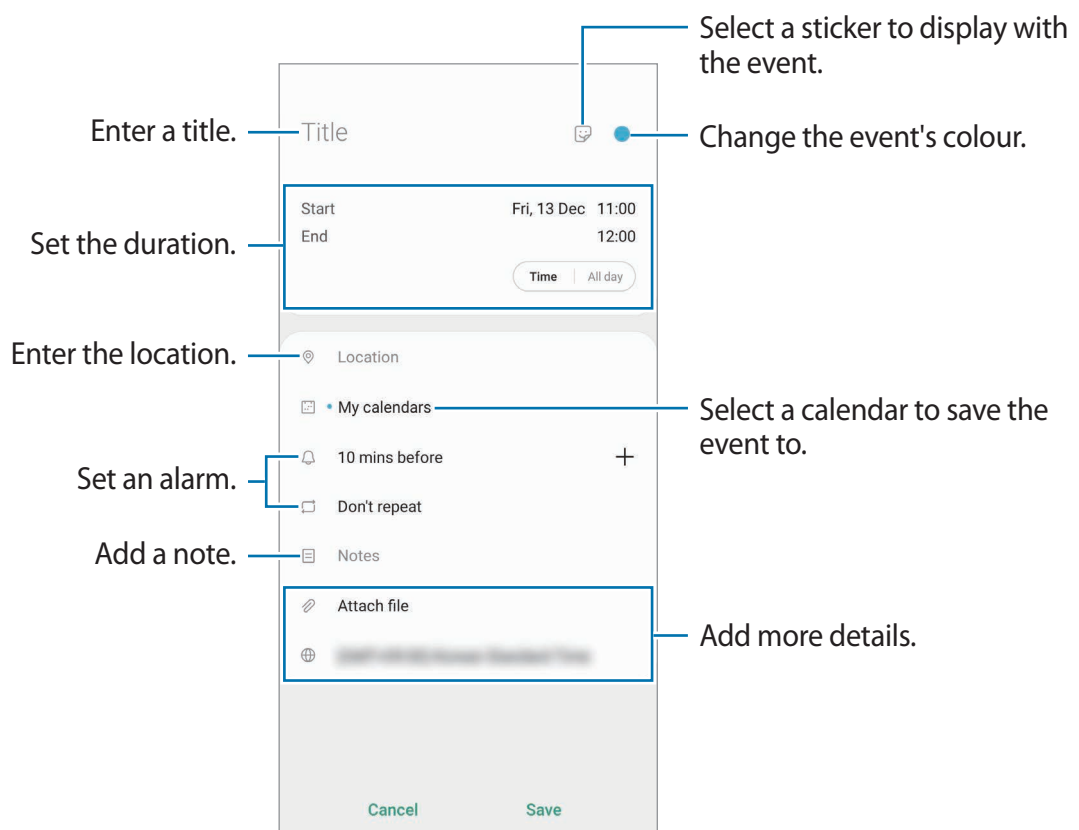 Select a sticker to display with
the event.
Enter a title.
Title
Change the event's colour.
Start
Fri, 13 Dec 11:00
Set the duration.
End
12:00
Time
All day
Enter the location.
Location
My calendars
Select a calendar to save the
event to.
Set an alarm.
10 mins before
Don't repeat
Add a note.
Notes
Attach file
Add more details.
Cancel
Save